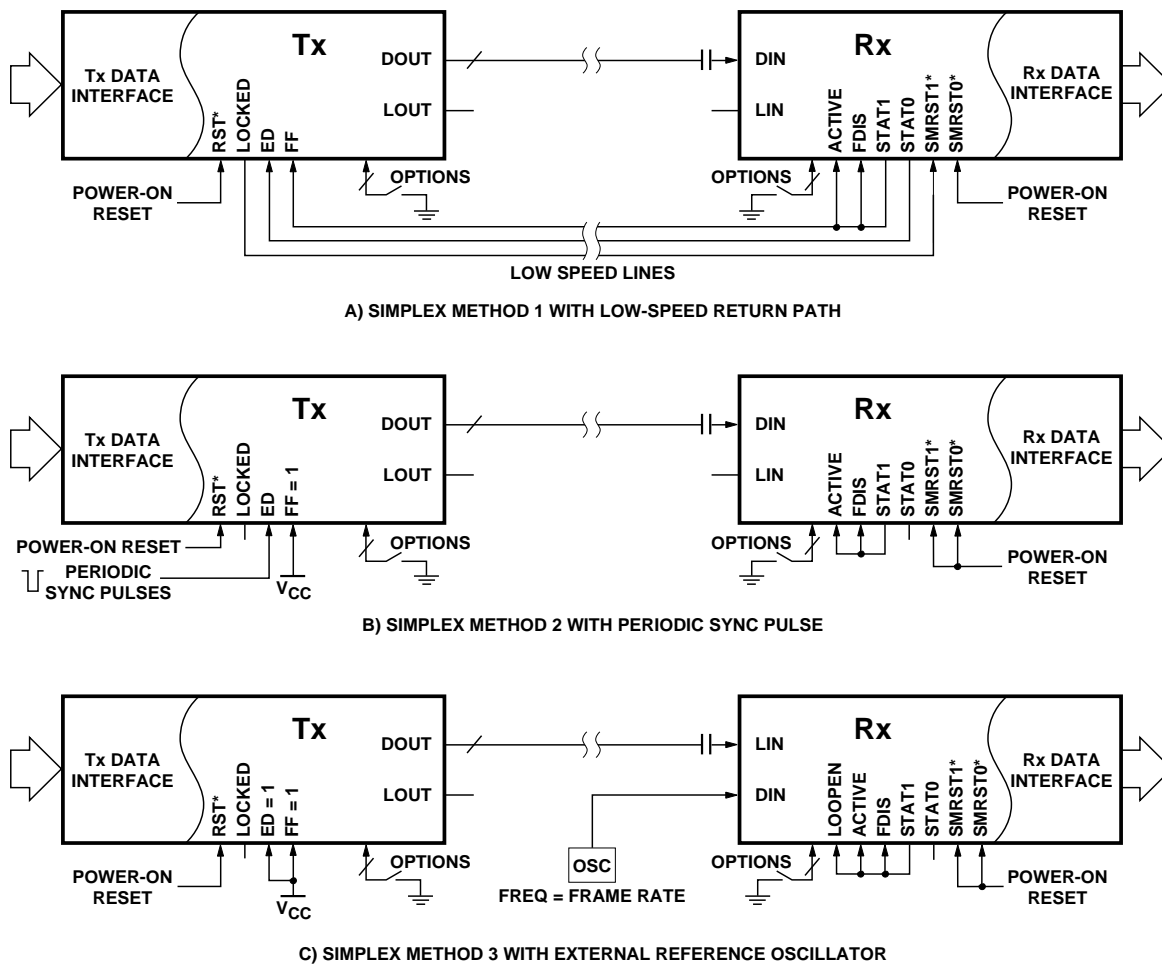 Tx
Rx
Tx DATA
INTERFACE
DOUT
LOUT
DIN
LIN
Rx DATA
INTERFACE
RST*
LOCKED
ED
FF
ACTIVE
FDIS
STAT1
STAT0
SMRST1*
SMRST0*
POWER-ON
RESET
OPTIONS
OPTIONS
POWER-ON
RESET
LOW SPEED LINES
A) SIMPLEX METHOD 1 WITH LOW-SPEED RETURN PATH
Tx
Rx
Tx DATA
INTERFACE
DOUT
LOUT
DIN
LIN
Rx DATA
INTERFACE
RST*
LOCKED
ED
FF = 1
ACTIVE
FDIS
STAT1
STAT0
SMRST1*
SMRST0*
POWER-ON RESET
PERIODIC
SYNC PULSES
VCC
OPTIONS
OPTIONS
POWER-ON
RESET
B) SIMPLEX METHOD 2 WITH PERIODIC SYNC PULSE
Tx
Rx
Tx DATA
INTERFACE
DOUT
LOUT
LIN
DIN
Rx DATA
INTERFACE
RST*
LOCKED
ED = 1
FF = 1
LOOPEN
ACTIVE
FDIS
STAT1
STAT0
SMRST1*
SMRST0*
POWER-ON
RESET
VCC
OPTIONS
OSC
FREQ = FRAME RATE
OPTIONS
POWER-ON
RESET
C) SIMPLEX METHOD 3 WITH EXTERNAL REFERENCE OSCILLATOR